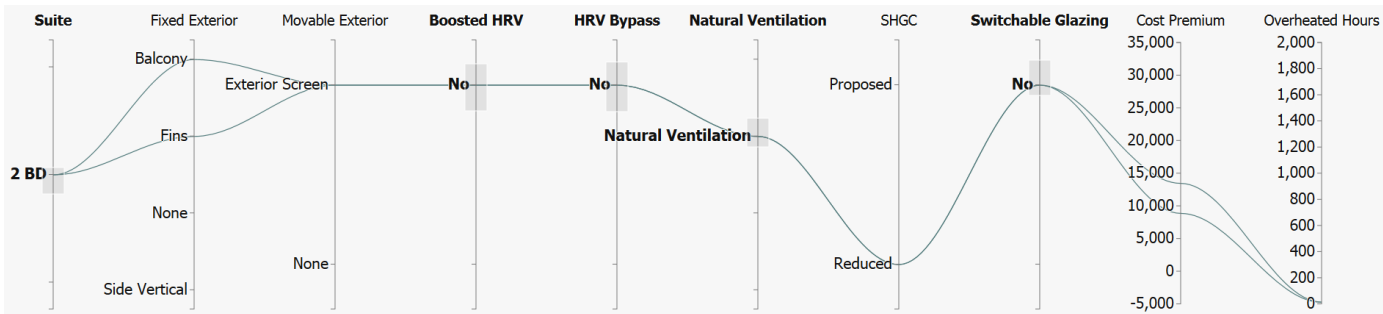 Suite Fixed Exterior Movable Exterior Boosted HRV HRV Bypass Natural Ventilation SHGC Switchable Glazing Cost Premium Overheated Hours
35,000 2,000
Balcony 1,800
30,000
Exterior Screen No No Proposed No 1,600
25,000
1,400
Fins Natural Ventilation 20,000 1,200
2 BD 15,000 1,000
800
10,000
None 600
5,000 400
None Reduced 0
200
Side Vertical
-5,000 0